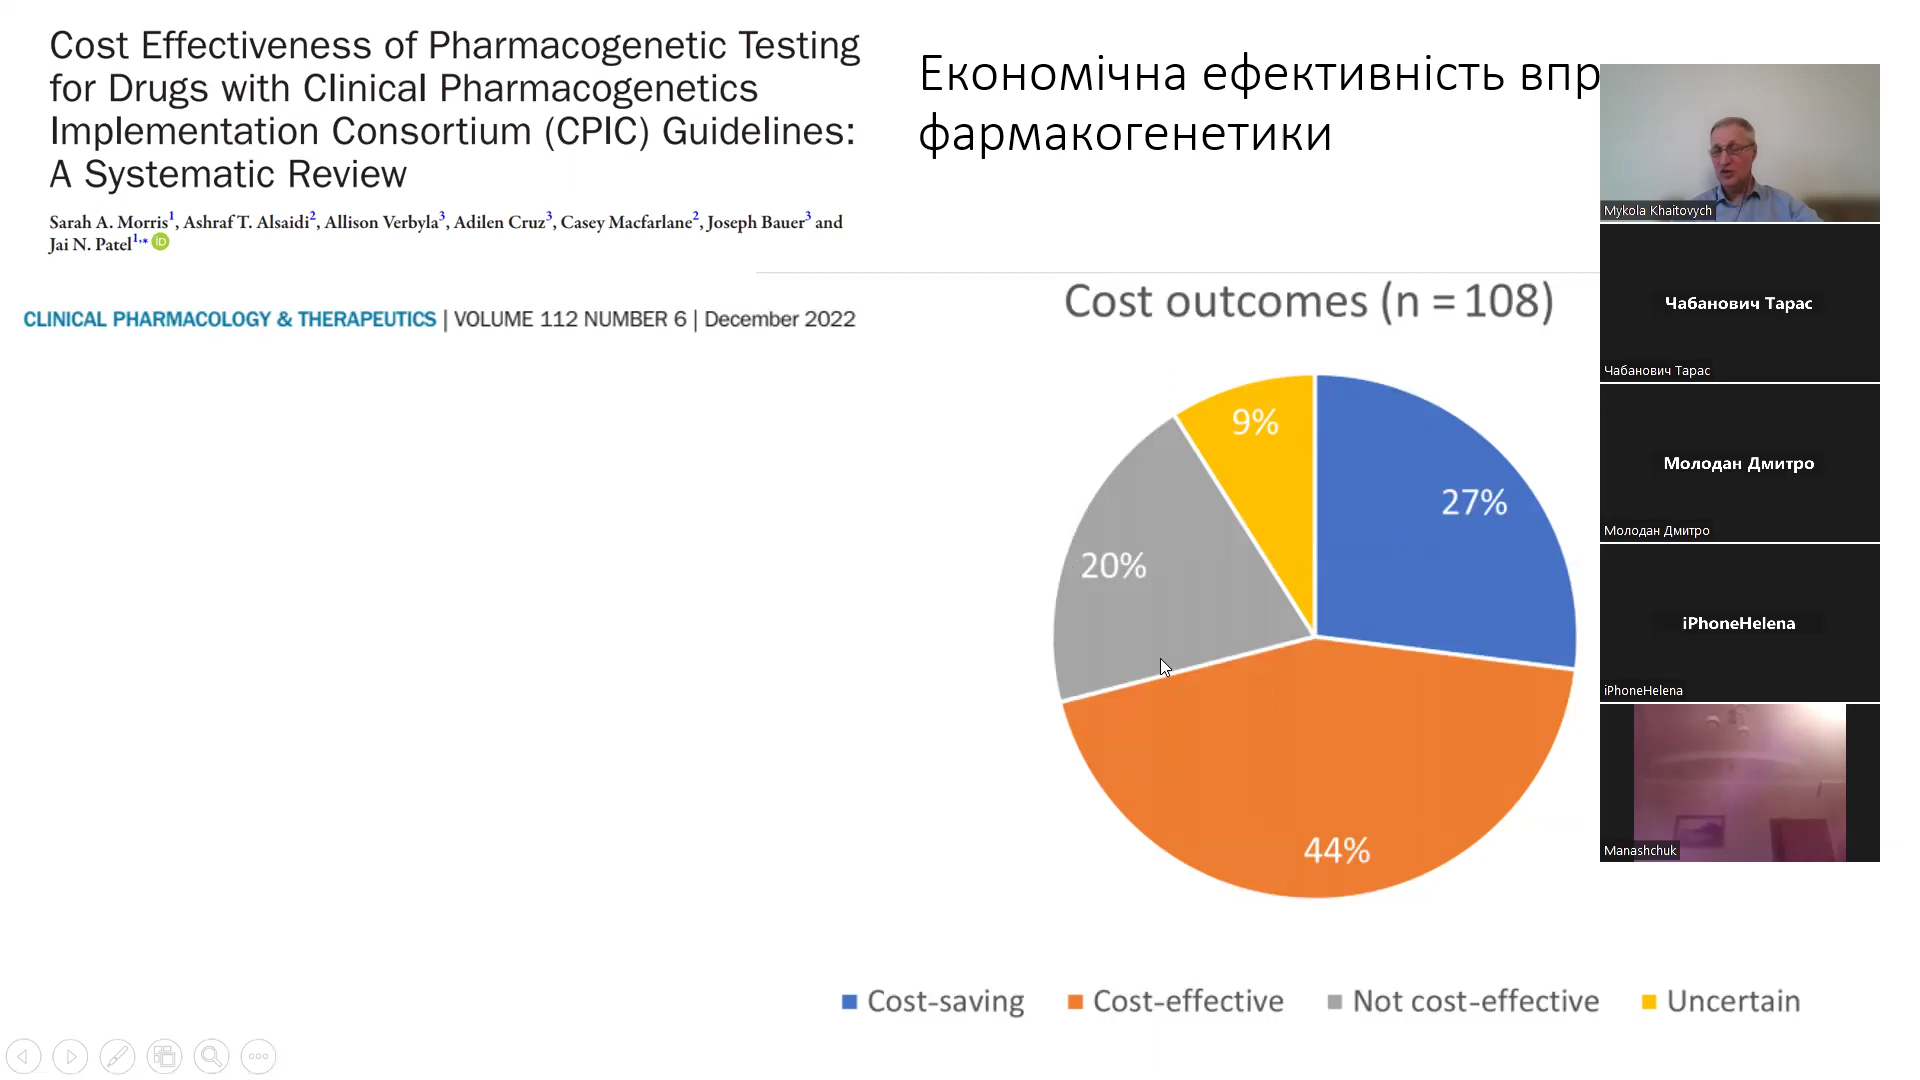 Cost Effectiveness of Pharmacogenetic Testing
for Drugs with Clinical Pharmacogenetics
Implementation Consortium (CPIC) Guidelines:
A Systematic Review
Sarah A. Morris1, Ashraf T. Alsaidi2, Allison Verbyla3, Adilen Cruz3, Casey Macfarlane2, Joseph Bauer3 and
Jai N. Patel1,* iD
CLINICAL PHARMACOLOGY & THERAPEUTICS | VOLUME 112 NUMBER 6 | December 2022
Економічна ефективність впр
фармакогенетики
Cost outcomes (n = 108)
9%
27%
20%
44%
Cost-saving
Cost-effective
Not cost-effective
Uncertain
Mykola Khaitovych
Чабанович Тарас
Чабанович Тарас
Молодан Дмитро
Молодан Дмитро
iPhoneHelena
iPhoneHelena
Manashchuk